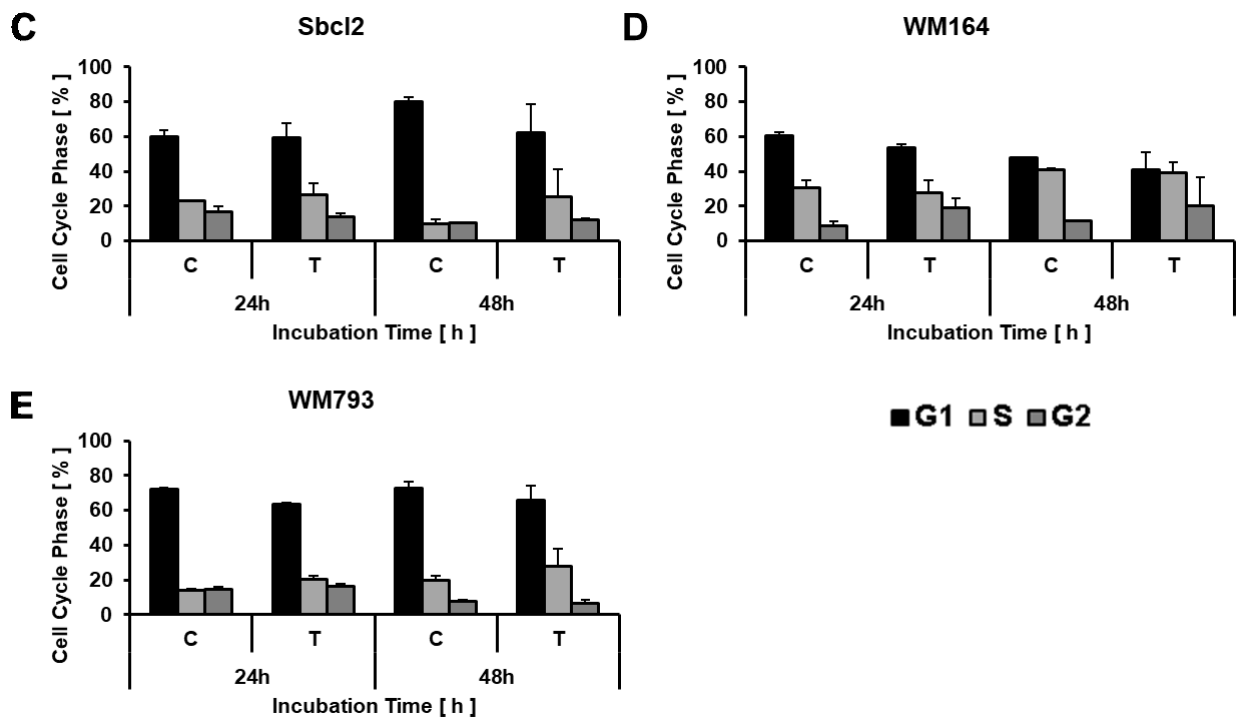 C
Sbcl2
Cell Cycle Phase [ % ]
100
80
60
40
20
0
C T C T
24h 48h
Incubation Time [ h ]
D
WM164
Cell Cycle Phase [ % ]
100
80
60
40
20
0
C T C T
24h 48h
Incubation Time [ h ]
E
WM793
Cell Cycle Phase [ % ]
100
80
60
40
20
0
C T C T
24h 48h
Incubation Time [ h ]
G1 S G2